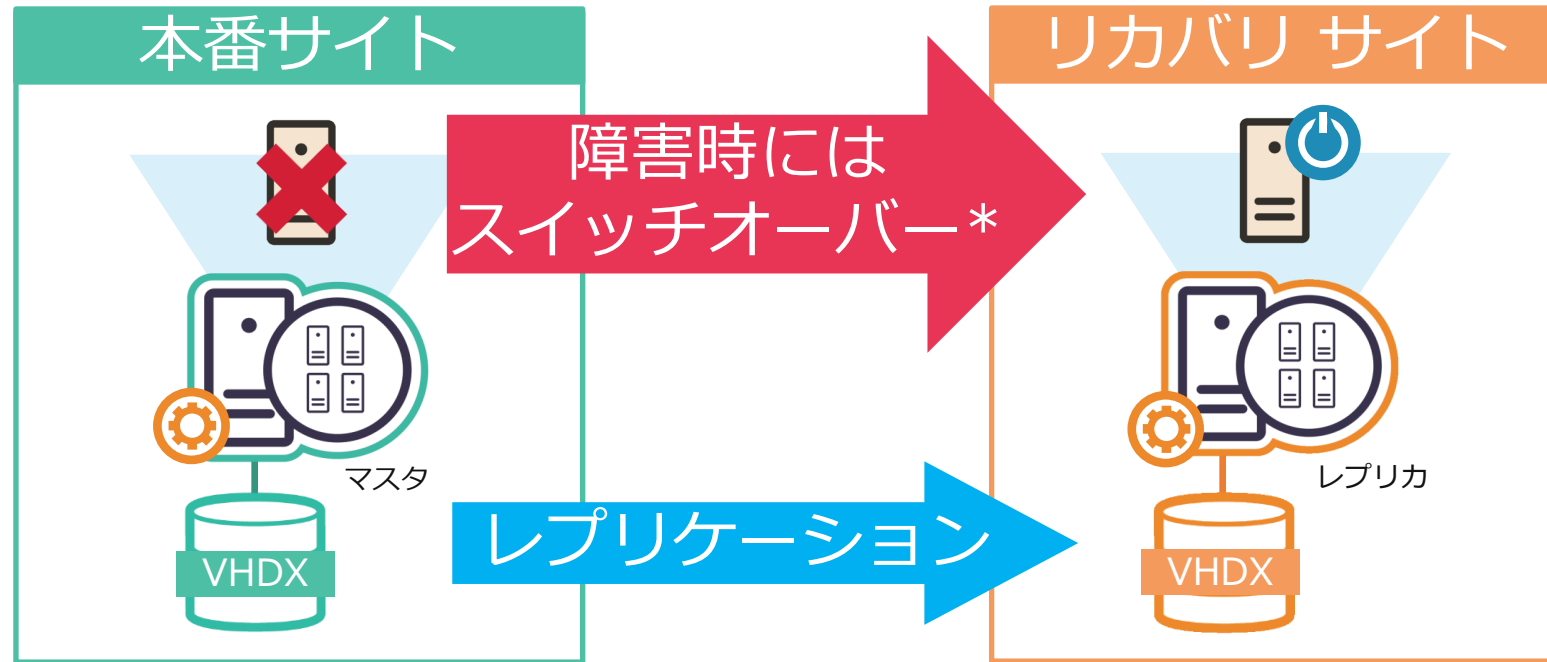 本番サイト
リカバリ サイト
障害時には
スイッチオーバー*
マスタ
レプリカ
レプリケーション
VHDX
VHDX